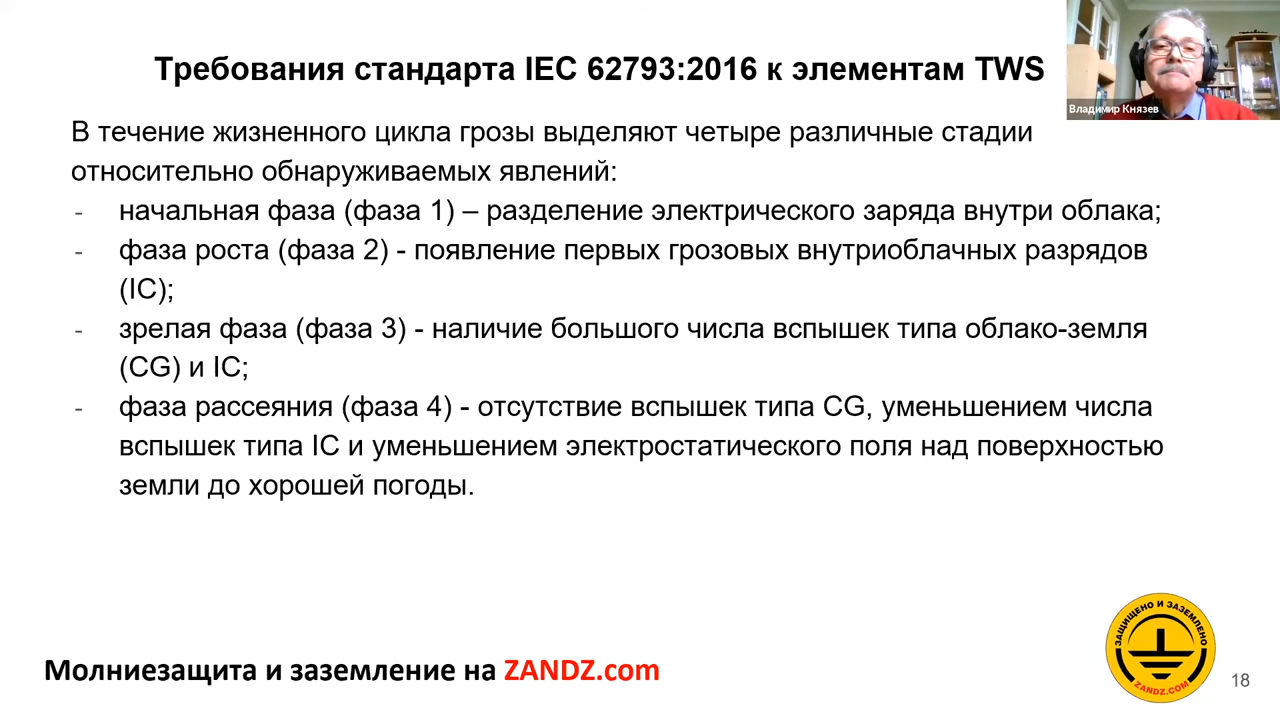 Требования стандарта IEC 62793:2016 к элементам TWS
Владимир Князев
В течение жизненного цикла грозы выделяют четыре различные стадии
относительно обнаруживаемых явлений:
- начальная фаза (фаза 1) – разделение электрического заряда внутри облака;
- фаза роста (фаза 2) - появление первых грозовых внутриоблачных разрядов
(IC);
- зрелая фаза (фаза 3) - наличие большого числа вспышек типа облако-земля
(CG) и IC;
- фаза рассеяния (фаза 4) - отсутствие вспышек типа CG, уменьшением числа
вспышек типа IC и уменьшением электростатического поля над поверхностью
земли до хорошей погоды.
Молниезащита и заземление на ZANDZ.com
ЗАЩИЩЕНО И ЗАЗЕМЛЕНО
ZANDZ.COM
18